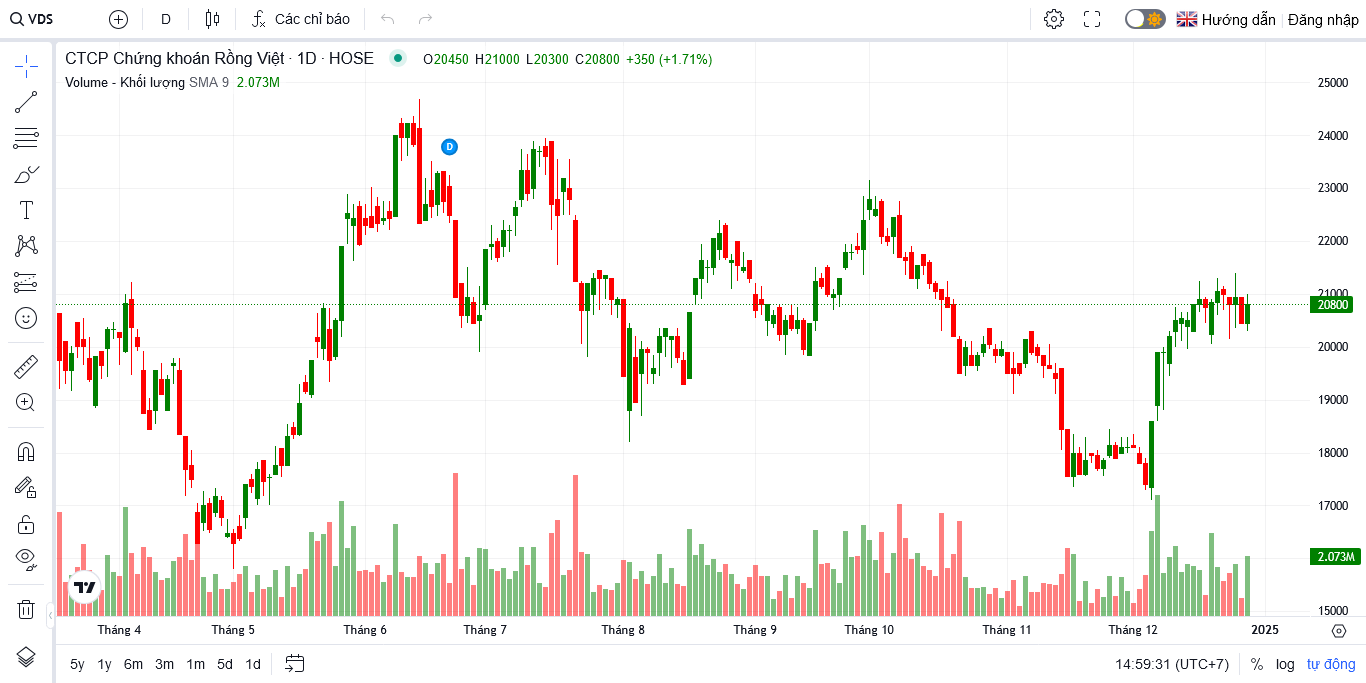 VDS D Các chỉ báo Hướng dẫn Đăng nhập
CTCP Chứng khoán Rồng Việt · 1D · HOSE O20450 H21000 L20300 C20800 +350 (+1.71%)
Volume - Khối lượng SMA 9 2.073M
D
25000
24000
23000
22000
21000
20800
20000
19000
18000
17000
2.073M
15000
Tháng 4 Tháng 5 Tháng 6 Tháng 7 Tháng 8 Tháng 9 Tháng 10 Tháng 11 Tháng 12 2025
5y 1y 6m 3m 1m 5d 1d 14:59:31 (UTC+7) % log tự động